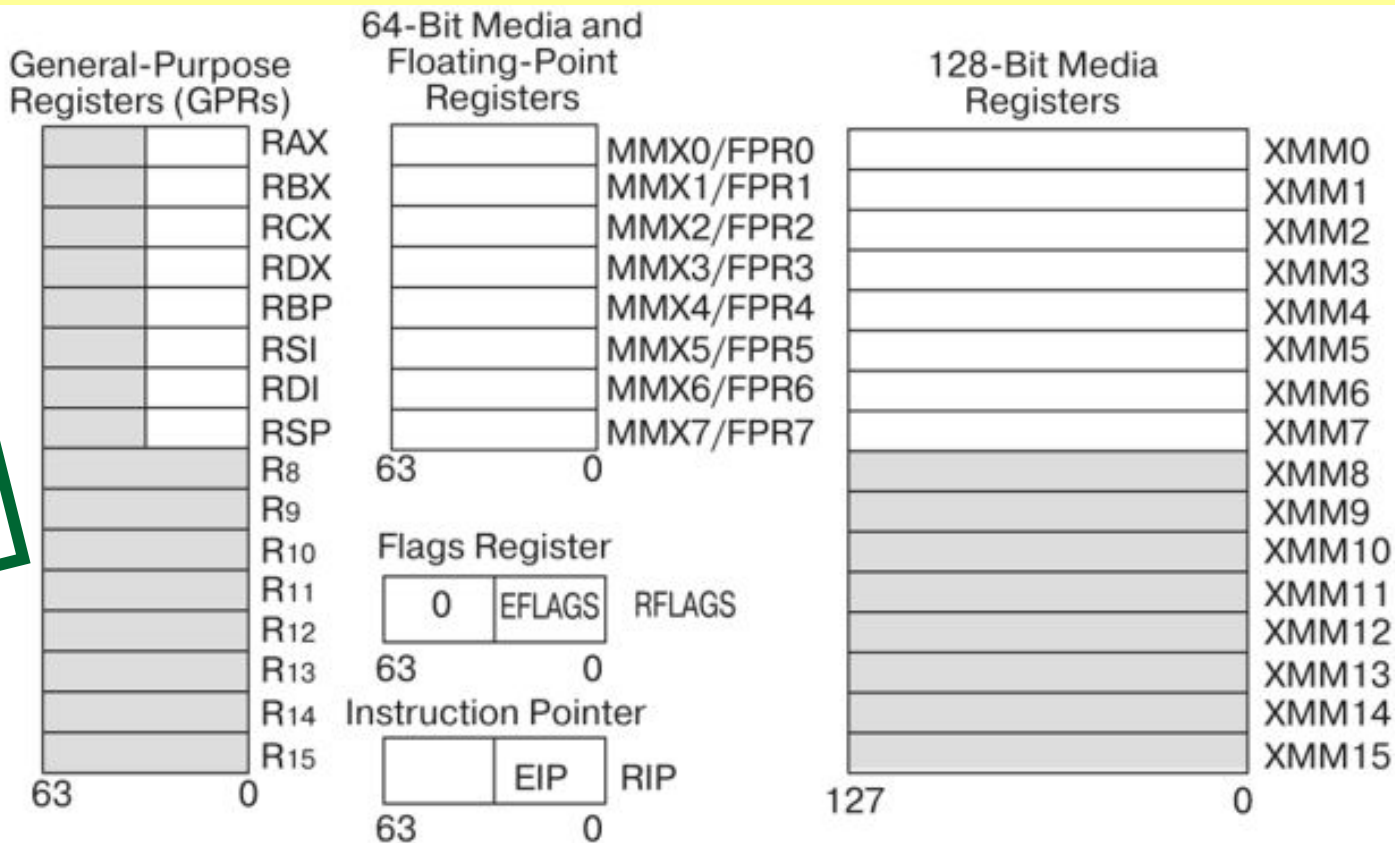 General-Purpose
Registers (GPRs)
RAX
RBX
RCX
RDX
RBP
RSI
RDI
RSP
R8
R9
R10
R11
R12
R13
R14
R15
63 0
64-Bit Media and
Floating-Point
Registers
MMX0/FPR0
MMX1/FPR1
MMX2/FPR2
MMX3/FPR3
MMX4/FPR4
MMX5/FPR5
MMX6/FPR6
MMX7/FPR7
63 0
Flags Register
0 EFLAGS RFLAGS
63 0
Instruction Pointer
EIP RIP
63 0
128-Bit Media
Registers
XMM0
XMM1
XMM2
XMM3
XMM4
XMM5
XMM6
XMM7
XMM8
XMM9
XMM10
XMM11
XMM12
XMM13
XMM14
XMM15
127 0